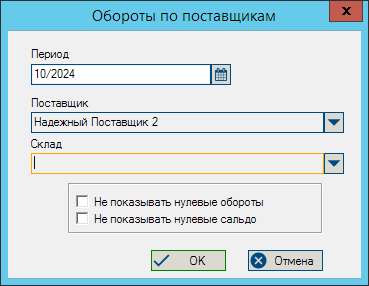 Обороты по поставщикам
x
Период
10/2024
Поставщик
Надежный Поставщик 2
Склад
Не показывать нулевые обороты
Не показывать нулевые сальдо
OK
Отмена